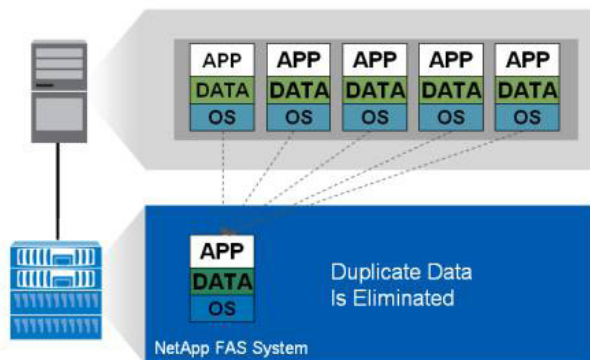 APP APP APP APP APP
DATA DATA DATA DATA DATA
OS OS OS OS OS
APP
DATA
OS
Duplicate Data
Is Eliminated
NetApp FAS System